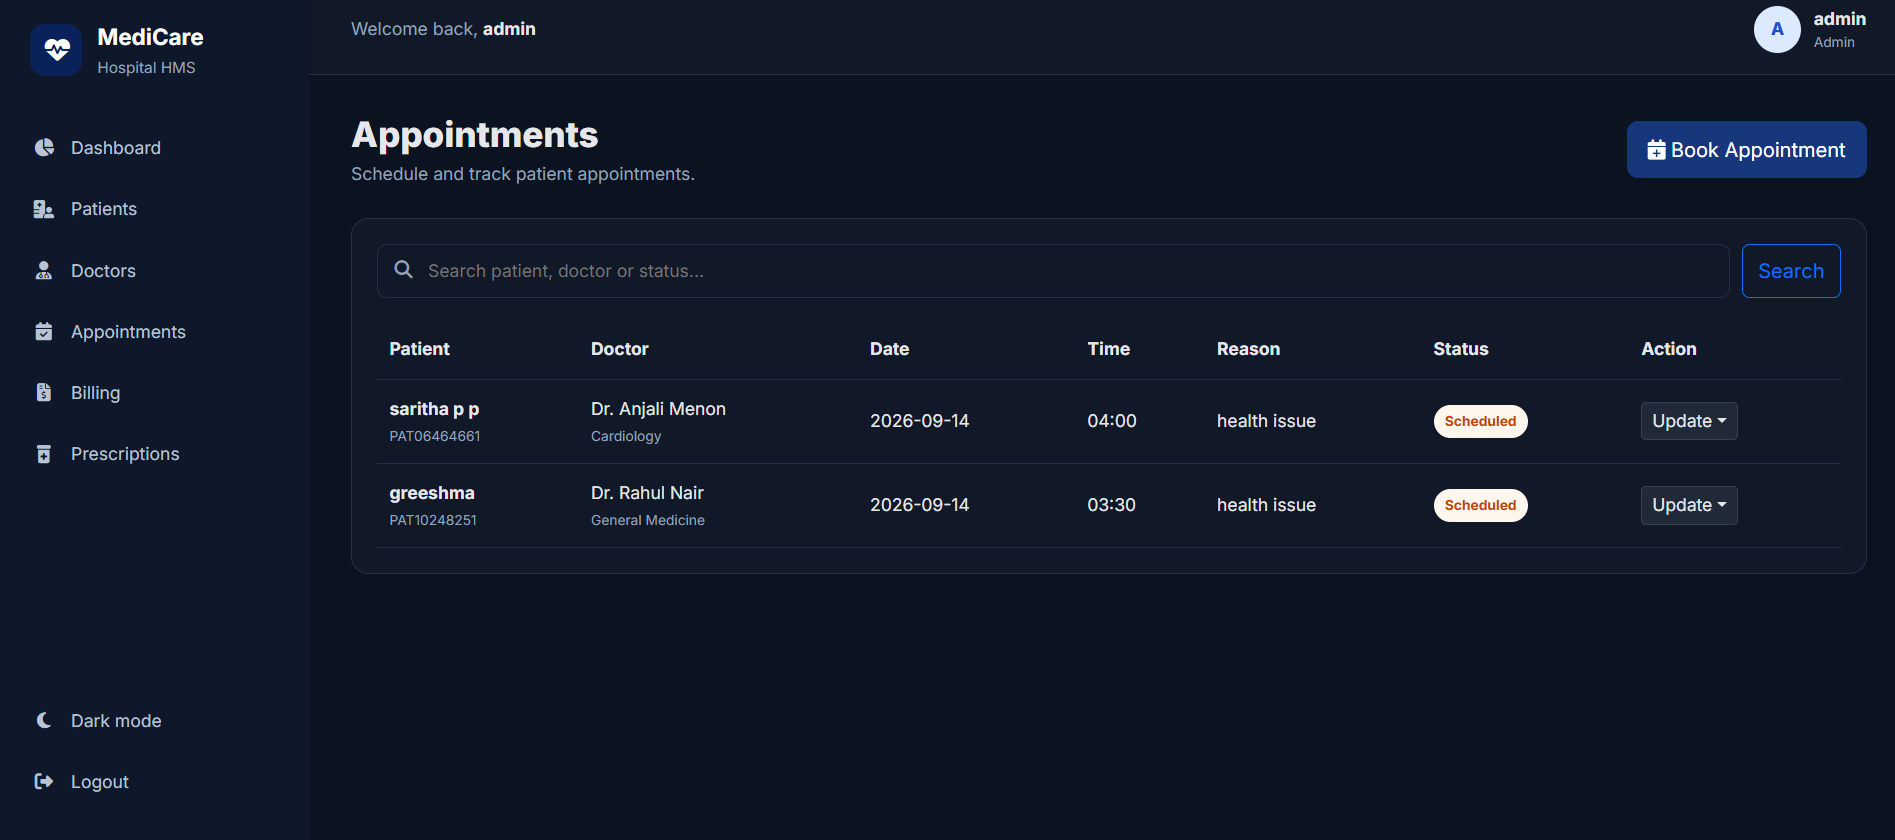 MediCare
Hospital HMS
Dashboard
Patients
Doctors
Appointments
Billing
Prescriptions
Dark mode
Logout
Welcome back, admin
A
admin
Admin
Appointments
Schedule and track patient appointments.
Book Appointment
Search patient, doctor or status...
Search
Patient Doctor Date Time Reason Status Action
saritha p p Dr. Anjali Menon 2026-09-14 04:00 health issue Scheduled Update
PAT06464661 Cardiology
greeshma Dr. Rahul Nair 2026-09-14 03:30 health issue Scheduled Update
PAT10248251 General Medicine